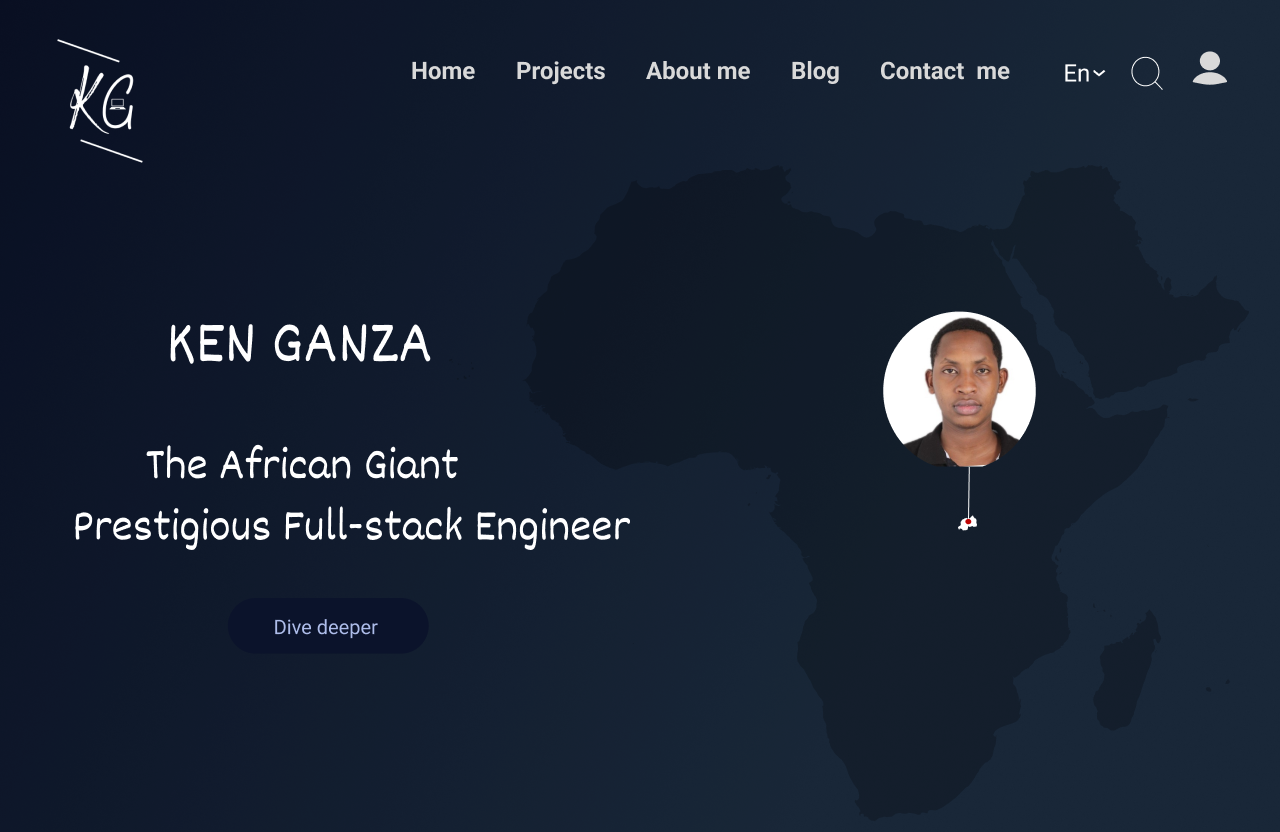 KG
Home Projects About me Blog Contact me En
KEN GANZA
The African Giant
Prestigious Full-stack Engineer
Dive deeper